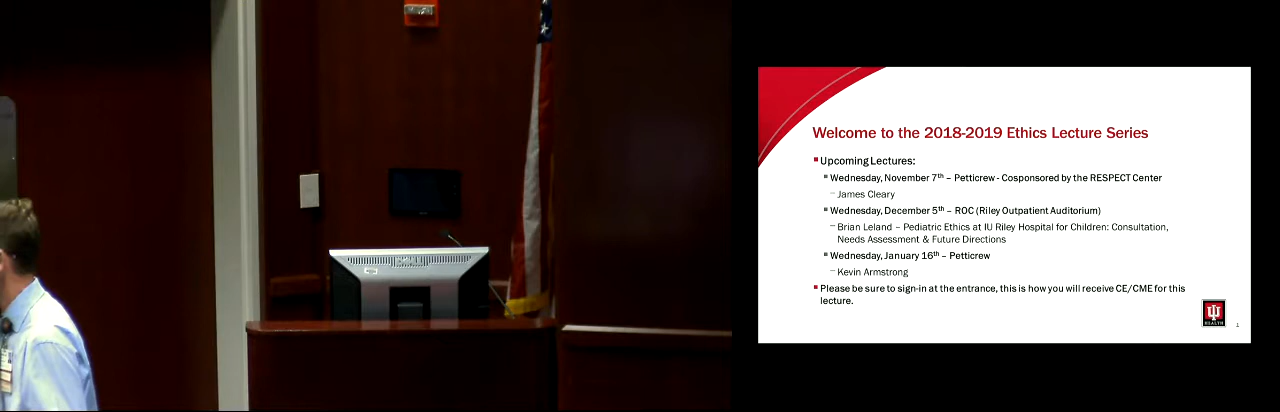 Welcome to the 2018-2019 Ethics Lecture Series
Upcoming Lectures:
Wednesday, November 7th – Petticrew - Cosponsored by the RESPECT Center
James Cleary
Wednesday, December 5th – ROC (Riley Outpatient Auditorium)
Brian Leland – Pediatric Ethics at IU Riley Hospital for Children: Consultation,
Needs Assessment & Future Directions
Wednesday, January 16th – Petticrew
Kevin Armstrong
Please be sure to sign-in at the entrance, this is how you will receive CE/CME for this
lecture.
HEALTH
1